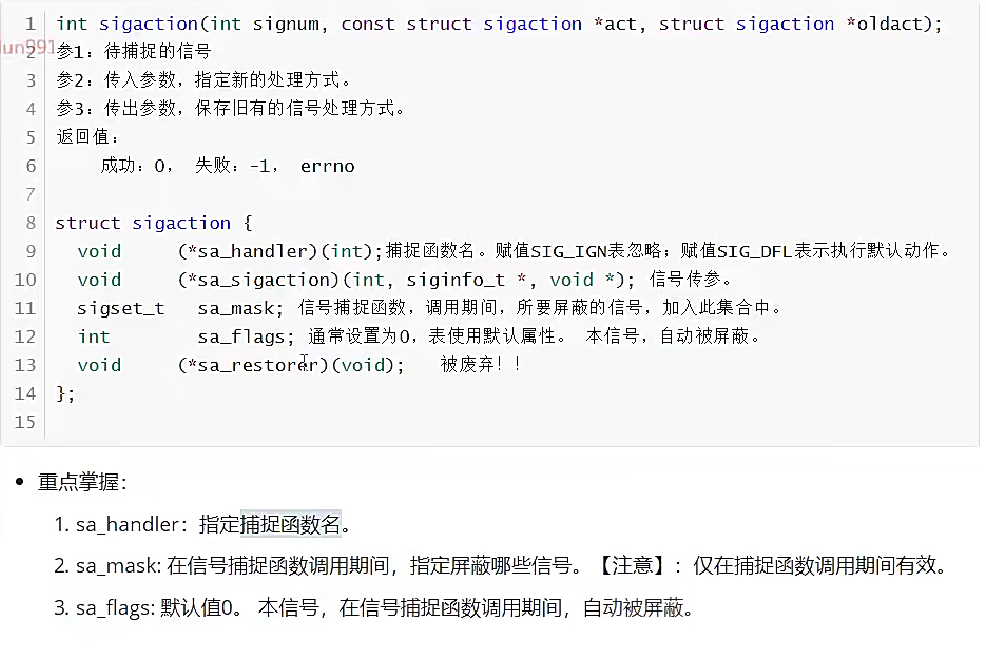 1 int sigaction(int signum, const struct sigaction *act, struct sigaction *oldact);
2 参1：待捕捉的信号
3 参2：传入参数，指定新的处理方式。
4 参3：传出参数，保存旧有的信号处理方式。
5 返回值：
6 成功：0， 失败：-1， errno
7
8 struct sigaction {
9 void (*sa_handler)(int);捕捉函数名。赋值SIG_IGN表忽略；赋值SIG_DFL表示执行默认动作。
10 void (*sa_sigaction)(int, siginfo_t *, void *); 信号传参。
11 sigset_t sa_mask; 信号捕捉函数，调用期间，所要屏蔽的信号，加入此集合中。
12 int sa_flags; 通常设置为0，表使用默认属性。 本信号，自动被屏蔽。
13 void (*sa_restorer)(void); 被废弃！！
14 };
15
• 重点掌握：
1. sa_handler：指定捕捉函数名。
2. sa_mask: 在信号捕捉函数调用期间，指定屏蔽哪些信号。【注意】：仅在捕捉函数调用期间有效。
3. sa_flags: 默认值0。 本信号，在信号捕捉函数调用期间，自动被屏蔽。